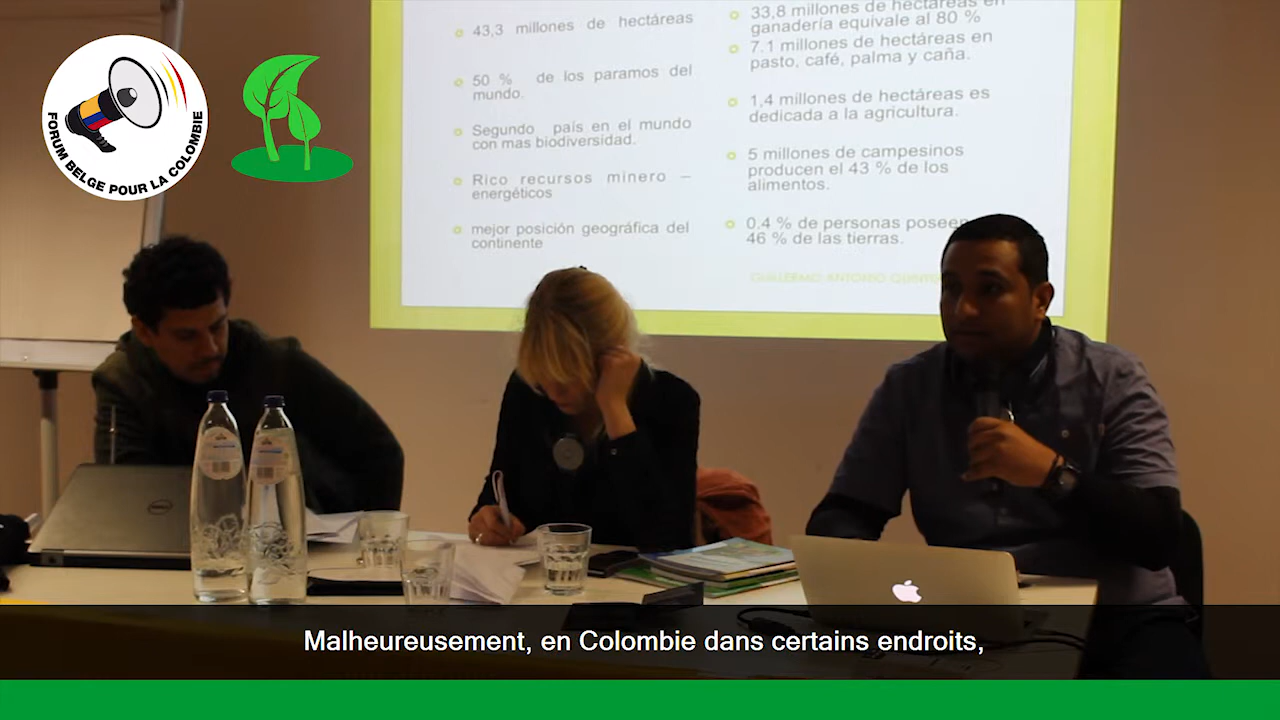 FORUM BELGE POUR LA COLOMBIE
43,3 millones de hectáreas
50 % de los paramos del
mundo.
Segundo país en el mundo
con mas biodiversidad.
Rico recursos minero –
energéticos
mejor posición geográfica del
continente
33,8 millones de hectáreas en
ganadería equivale al 80 %
7.1 millones de hectáreas en
pasto, café, palma y caña.
1,4 millones de hectáreas es
dedicada a la agricultura.
5 millones de campesinos
producen el 43 % de los
alimentos.
0,4 % de personas poseen
46 % de las tierras.
GUILLERMO ANTONIO
DELL
Malheureusement, en Colombie dans certains endroits,